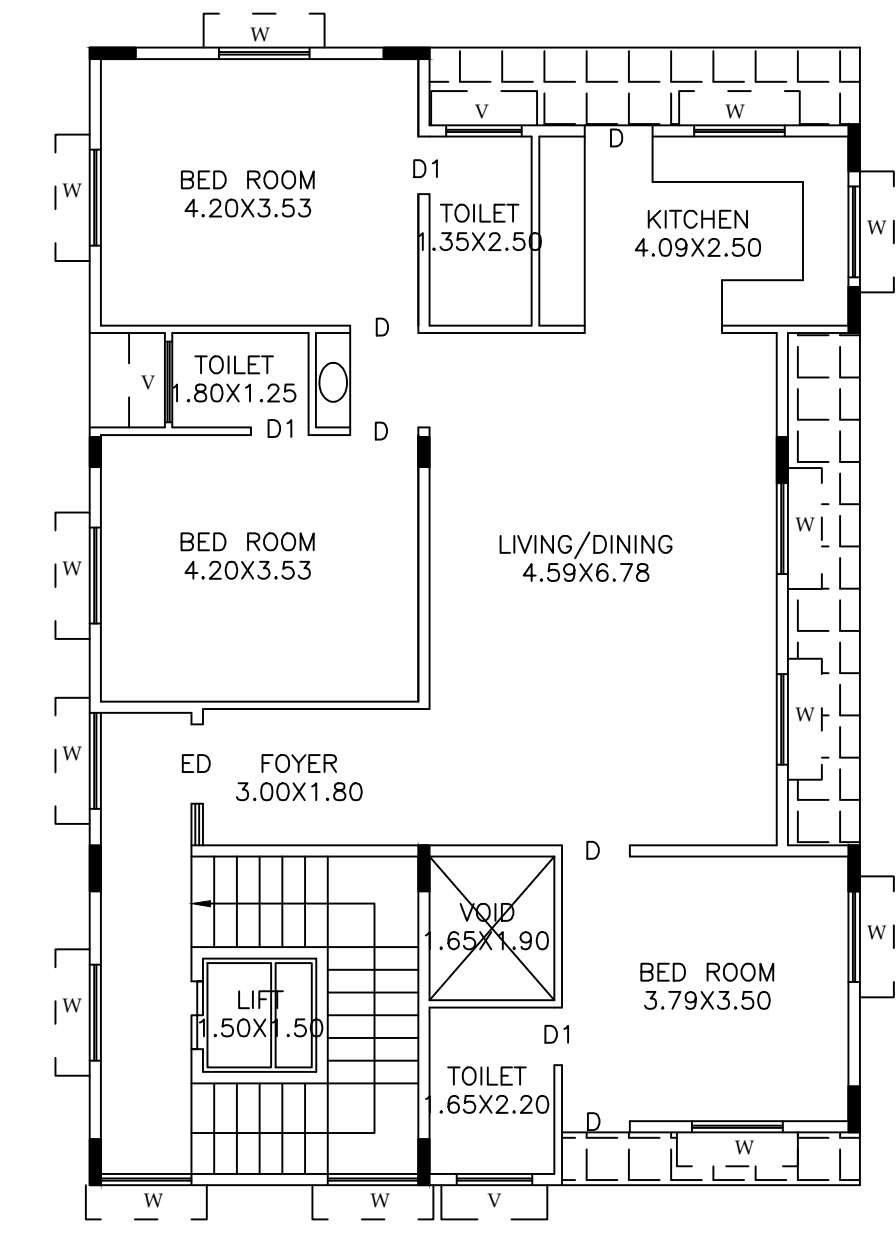 W
V
W
D
D1
W
BED ROOM
4.20X3.53
TOILET
1.35X2.50
KITCHEN
4.09X2.50
W
D
TOILET
1.80X1.25
V
D1
D
W
BED ROOM
4.20X3.53
LIVING/DINING
4.59X6.78
W
W
W
ED
FOYER
3.00X1.80
D
VOID
1.65X1.90
W
BED ROOM
3.79X3.50
LIFT
1.50X1.50
W
D1
TOILET
1.65X2.20
D
W
W
W
V